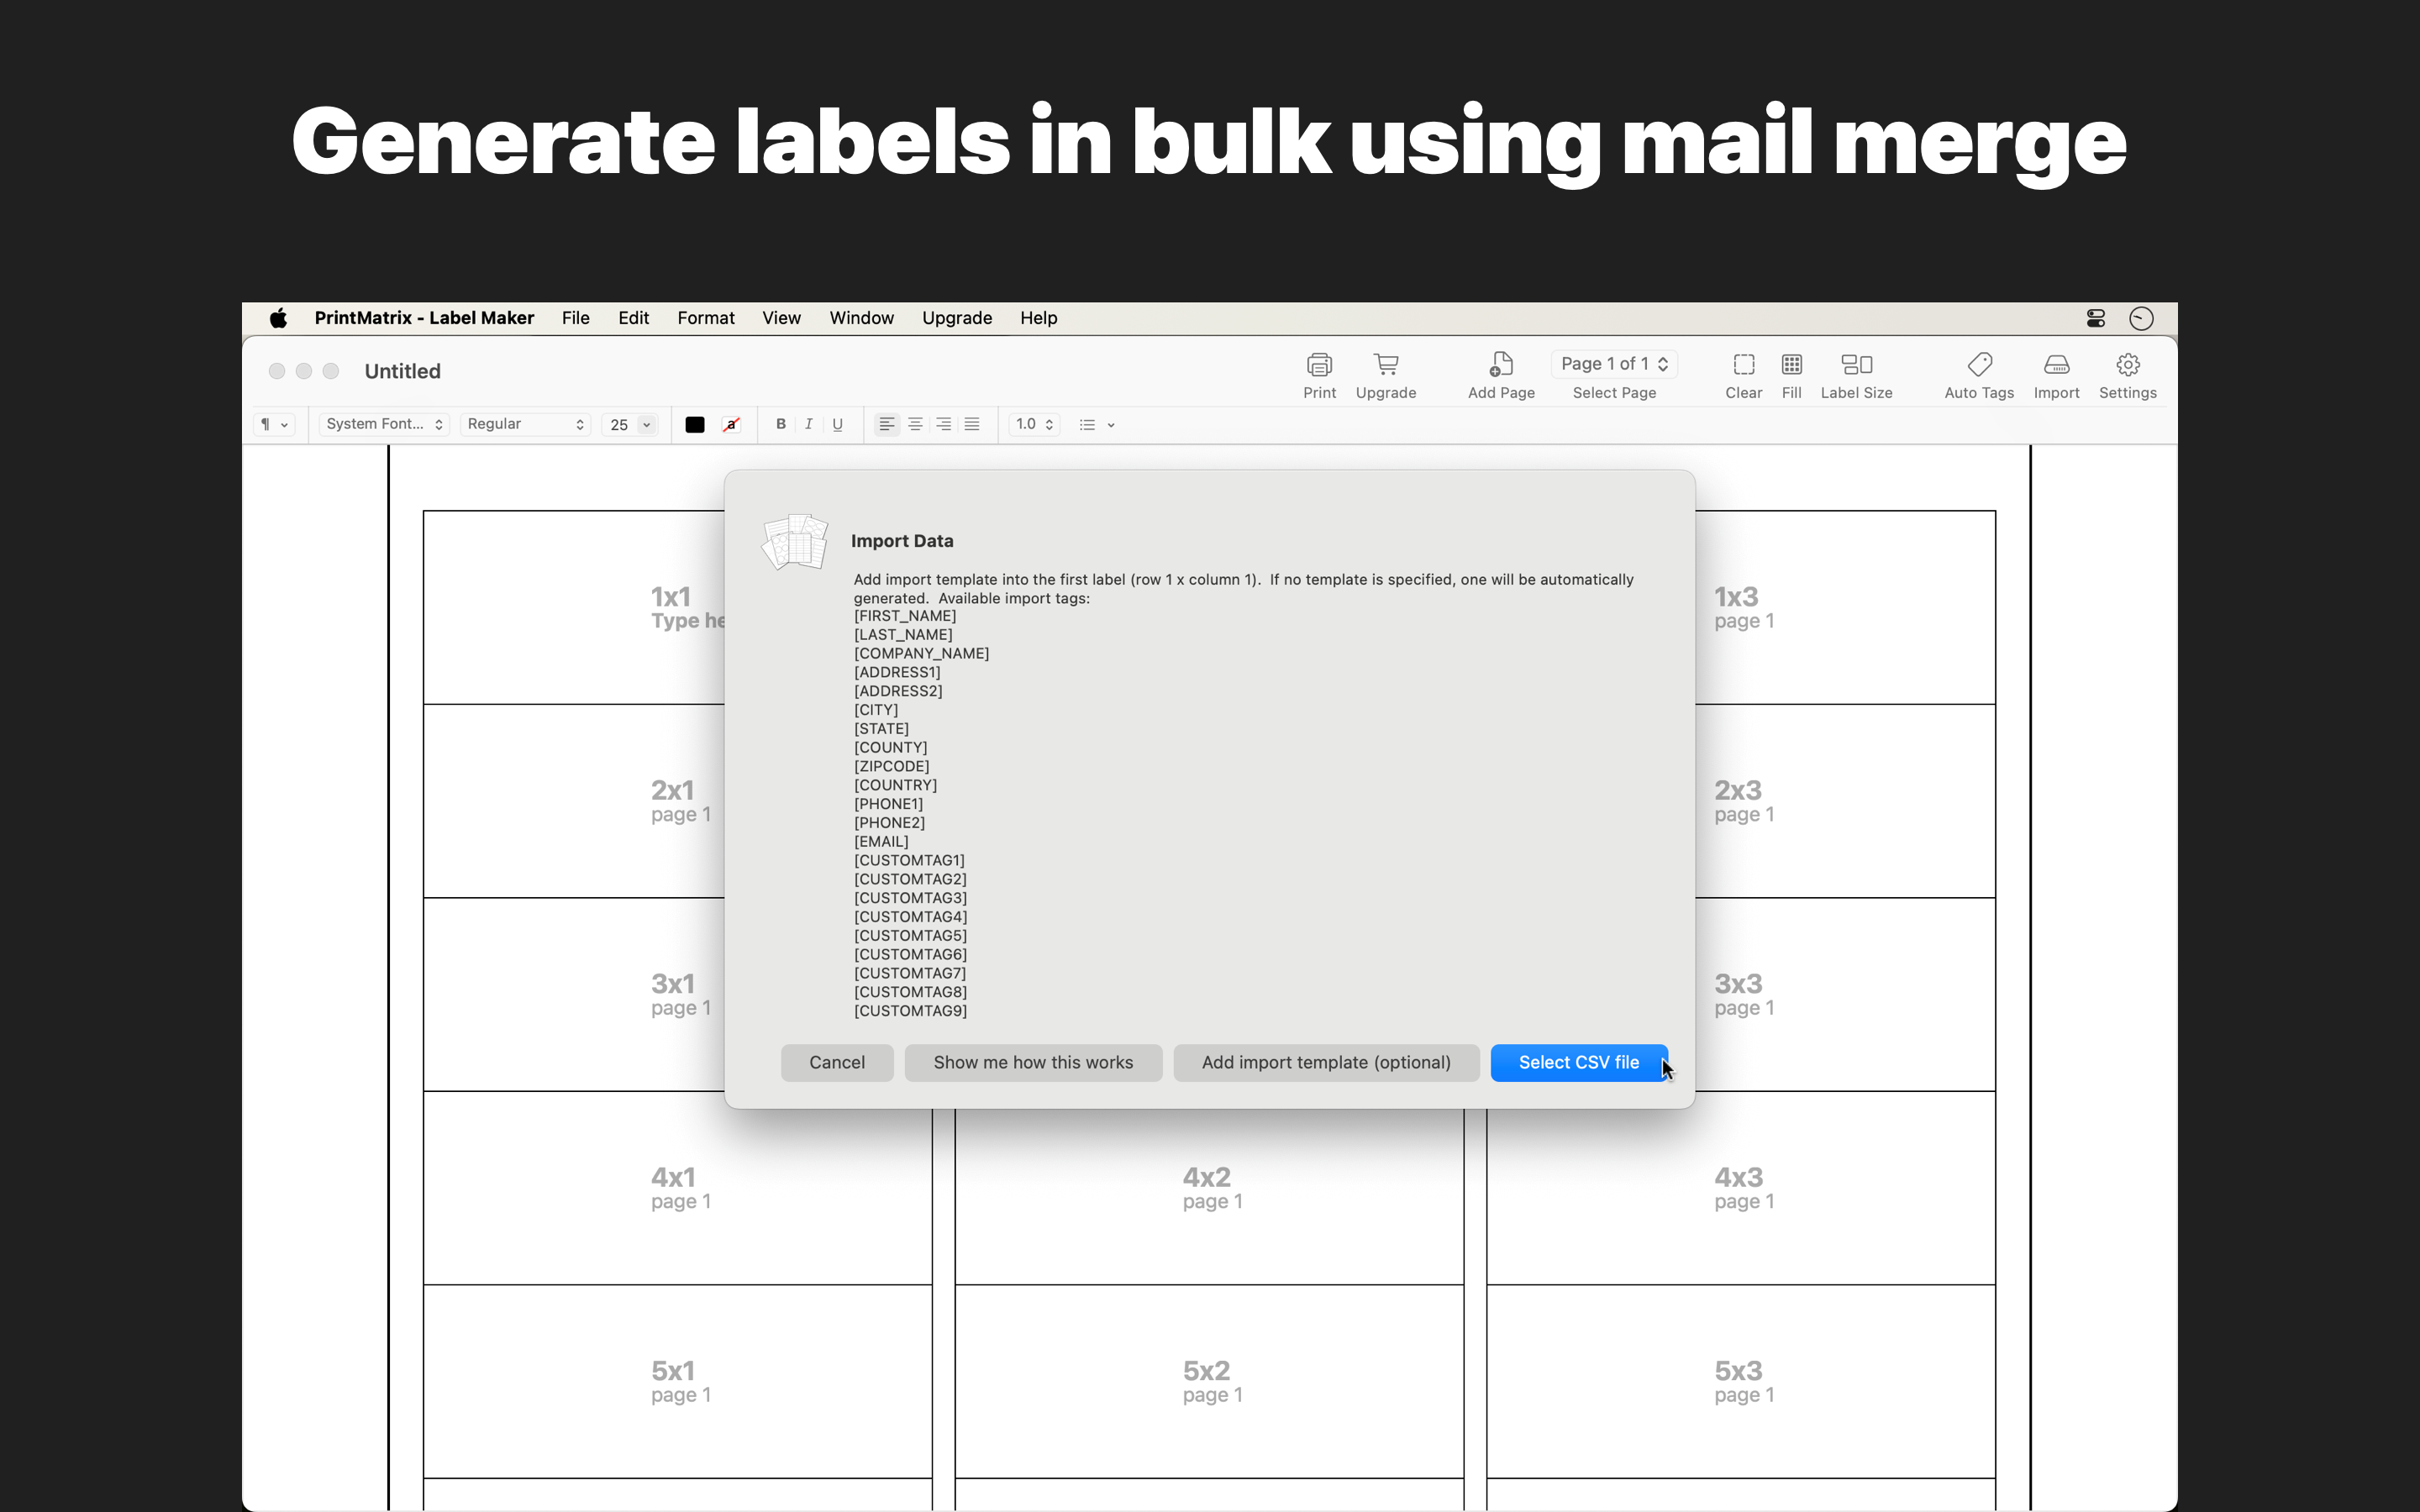 Generate labels in bulk using mail merge
PrintMatrix - Label Maker File Edit Format View Window Upgrade Help
Untitled
Page 1 of 1
Print Upgrade Add Page Select Page Clear Fill Label Size Auto Tags Import Settings
¶ System Font... Regular 25 a B I U 1.0
Import Data
Add import template into the first label (row 1 x column 1). If no template is specified, one will be automatically
generated. Available import tags:
[FIRST_NAME]
[LAST_NAME]
[COMPANY_NAME]
[ADDRESS1]
[ADDRESS2]
[CITY]
[STATE]
[COUNTY]
[ZIPCODE]
[COUNTRY]
[PHONE1]
[PHONE2]
[EMAIL]
[CUSTOMTAG1]
[CUSTOMTAG2]
[CUSTOMTAG3]
[CUSTOMTAG4]
[CUSTOMTAG5]
[CUSTOMTAG6]
[CUSTOMTAG7]
[CUSTOMTAG8]
[CUSTOMTAG9]
Cancel Show me how this works Add import template (optional) Select CSV file
1x1
Type he
1x3
page 1
2x1
page 1
2x3
page 1
3x1
page 1
3x3
page 1
4x1
page 1
4x2
page 1
4x3
page 1
5x1
page 1
5x2
page 1
5x3
page 1